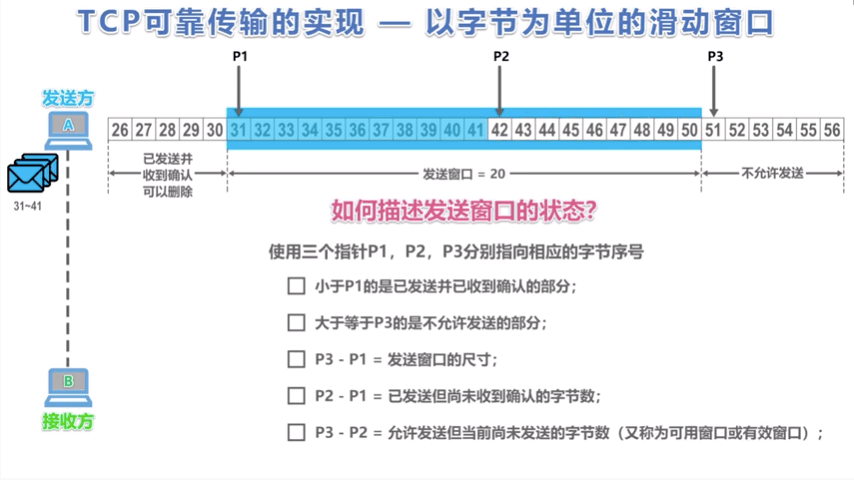 TCP可靠传输的实现 — 以字节为单位的滑动窗口
P1 P2 P3
发送方
A
26 27 28 29 30 31 32 33 34 35 36 37 38 39 40 41 42 43 44 45 46 47 48 49 50 51 52 53 54 55 56
已发送并
收到确认
可以删除
发送窗口 = 20
不允许发送
31~41
如何描述发送窗口的状态?
使用三个指针P1，P2，P3分别指向相应的字节序号
小于P1的是已发送并已收到确认的部分；
大于等于P3的是不允许发送的部分；
P3 - P1 = 发送窗口的尺寸；
P2 - P1 = 已发送但尚未收到确认的字节数；
P3 - P2 = 允许发送但当前尚未发送的字节数（又称为可用窗口或有效窗口）；
B
接收方